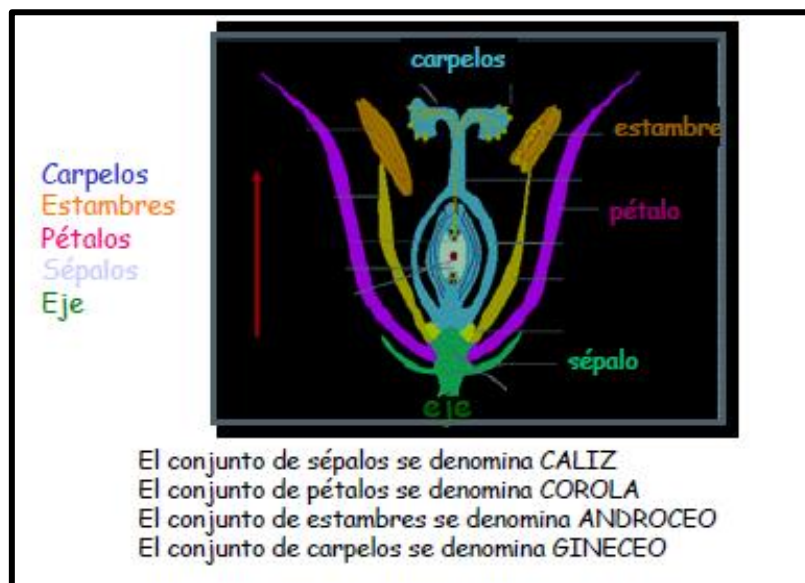 carpelos
estambre
pétalo
sépalo
eje
Carpelos
Estambres
Pétalos
Sépalos
Eje
El conjunto de sépalos se denomina CALIZ
El conjunto de pétalos se denomina COROLA
El conjunto de estambres se denomina ANDROCEO
El conjunto de carpelos se denomina GINECEO